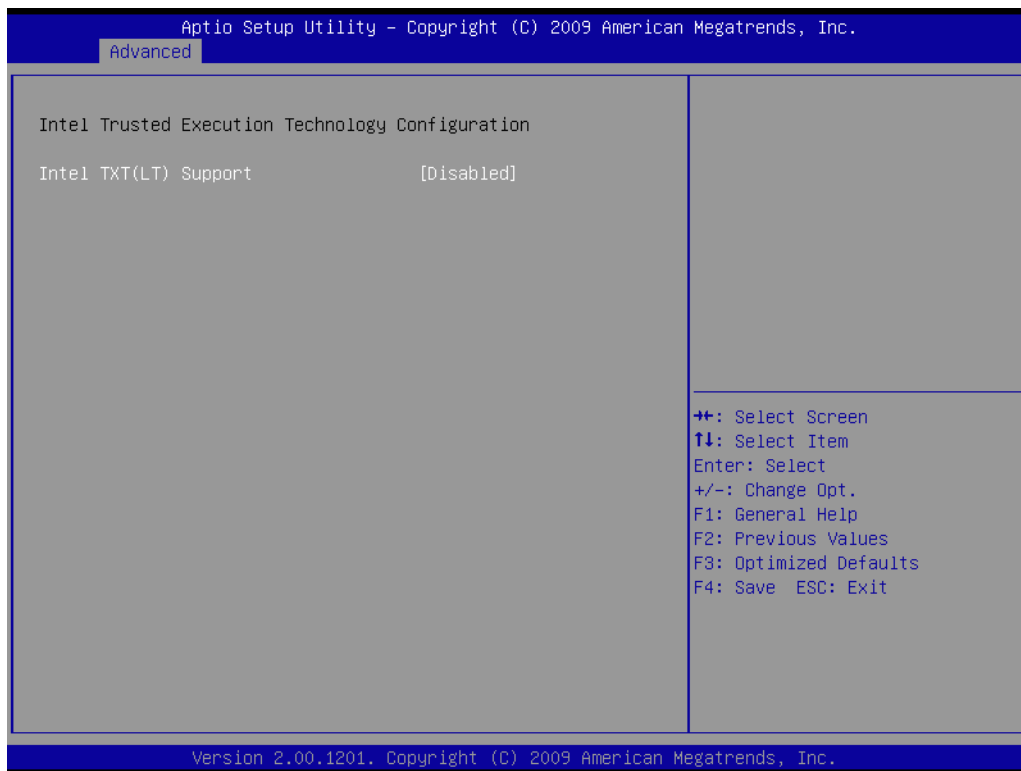 Aptio Setup Utility – Copyright (C) 2009 American Megatrends, Inc.
Advanced
Intel Trusted Execution Technology Configuration
Intel TXT(LT) Support [Disabled]
→←: Select Screen
↑↓: Select Item
Enter: Select
+/-: Change Opt.
F1: General Help
F2: Previous Values
F3: Optimized Defaults
F4: Save ESC: Exit
Version 2.00.1201. Copyright (C) 2009 American Megatrends, Inc.